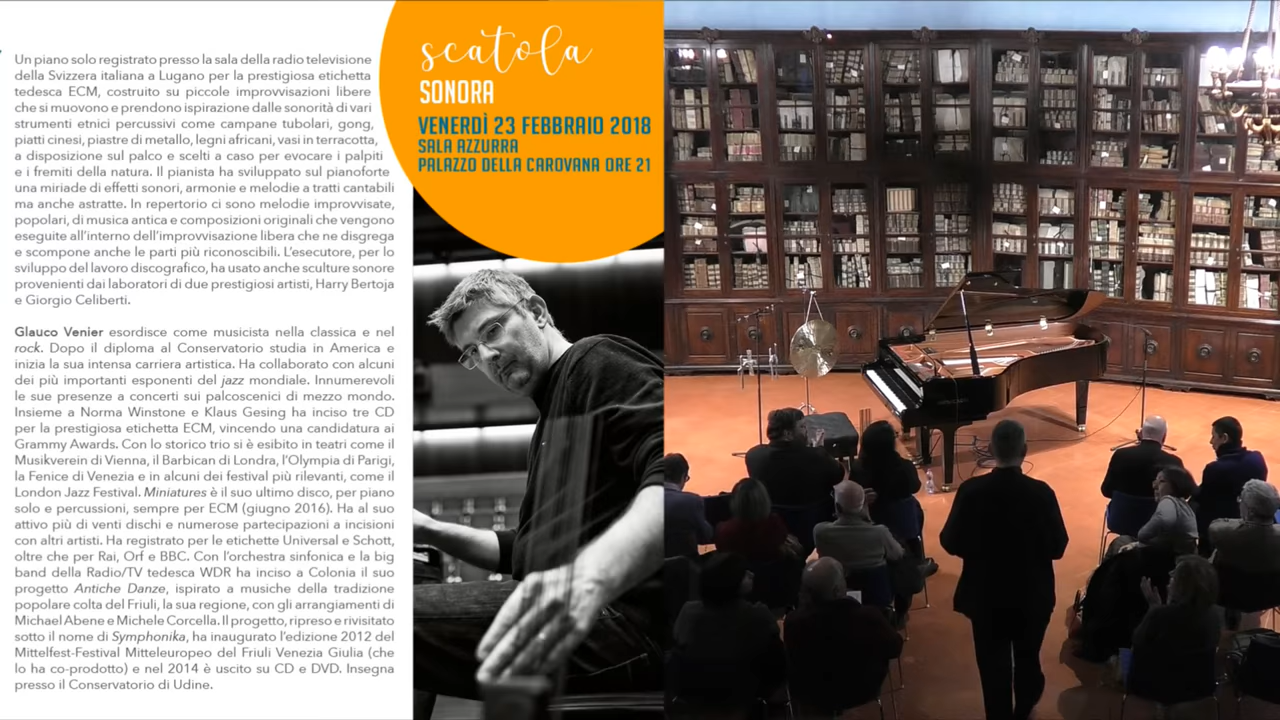 Un piano solo registrato presso la sala della radio televisione
della Svizzera italiana a Lugano per la prestigiosa etichetta
tedesca ECM, costruito su piccole improvvisazioni libere
che si muovono e prendono ispirazione dalle sonorità di vari
strumenti etnici percussivi come campane tubolari, gong,
piatti cinesi, piastre di metallo, legni africani, vasi in terracotta,
a disposizione sul palco e scelti a caso per evocare i palpiti
e i fremiti della natura. Il pianista ha sviluppato sul pianoforte
una miriade di effetti sonori, armonie e melodie a tratti cantabili
ma anche astratte. In repertorio ci sono melodie improvvisate,
popolari, di musica antica e composizioni originali che vengono
eseguite all'interno dell'improvvisazione libera che ne disgrega
e scompone anche le parti più riconoscibili. L'esecutore, per lo
sviluppo del lavoro discografico, ha usato anche sculture sonore
provenienti dai laboratori di due prestigiosi artisti, Harry Bertoja
e Giorgio Celiberti.
Glauco Venier esordisce come musicista nella classica e nel
rock. Dopo il diploma al Conservatorio studia in America e
inizia la sua intensa carriera artistica. Ha collaborato con alcuni
dei più importanti esponenti del jazz mondiale. Innumerevoli
le sue presenze a concerti sui palcoscenici di mezzo mondo.
Insieme a Norma Winstone e Klaus Gesing ha inciso tre CD
per la prestigiosa etichetta ECM, vincendo una candidatura ai
Grammy Awards. Con lo storico trio si è esibito in teatri come il
Musikverein di Vienna, il Barbican di Londra, l'Olympia di Parigi,
la Fenice di Venezia e in alcuni dei festival più rilevanti, come il
London Jazz Festival. Miniatures è il suo ultimo disco, per piano
solo e percussioni, sempre per ECM (giugno 2016). Ha al suo
attivo più di venti dischi e numerose partecipazioni a incisioni
con altri artisti. Ha registrato per le etichette Universal e Schott,
oltre che per Rai, Orf e BBC. Con l'orchestra sinfonica e la big
band della Radio/TV tedesca WDR ha inciso a Colonia il suo
progetto Antiche Danze, ispirato a musiche della tradizione
popolare colta del Friuli, la sua regione, con gli arrangiamenti di
Michael Abene e Michele Corcella. Il progetto, ripreso e rivisitato
sotto il nome di Symphonika, ha inaugurato l'edizione 2012 del
Mittelfest-Festival Mitteleuropeo del Friuli Venezia Giulia (che
lo ha co-prodotto) e nel 2014 è uscito su CD e DVD. Insegna
presso il Conservatorio di Udine.
scatola
SONORA
VENERDÌ 23 FEBBRAIO 2018
SALA AZZURRA
PALAZZO DELLA CAROVANA ORE 21